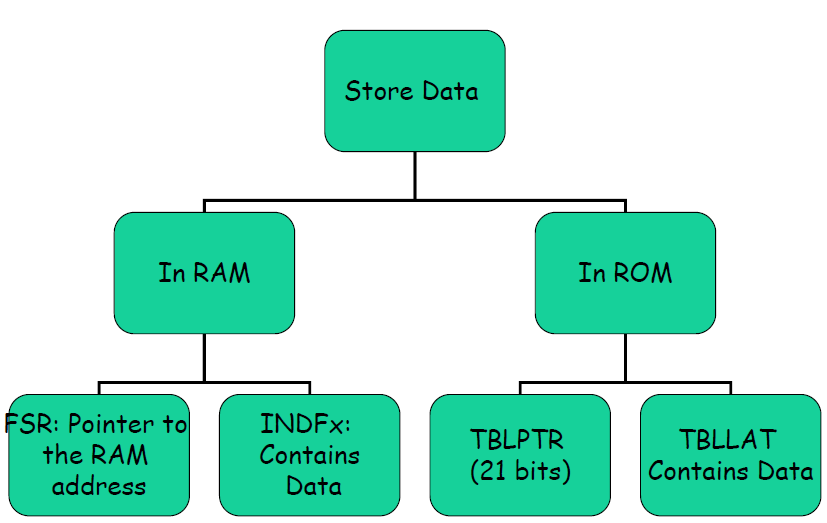 Store Data
In RAM
In ROM
FSR: Pointer to
the RAM
address
INDFx:
Contains
Data
TBLPTR
(21 bits)
TBLLAT
Contains Data